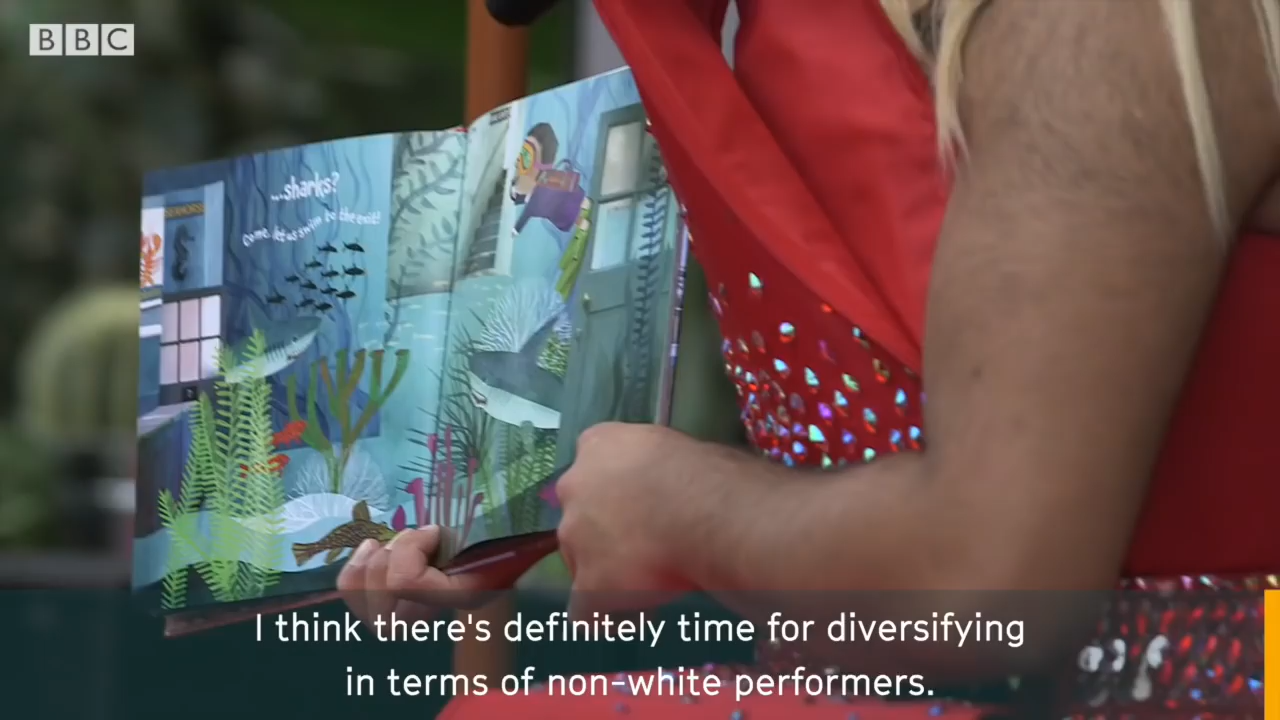 BBC
...sharks?
Come, let us swim to the exit!
SEAHORSE
I think there's definitely time for diversifying
in terms of non-white performers.